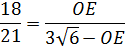 18/21 = OE/(3√6 − OE)